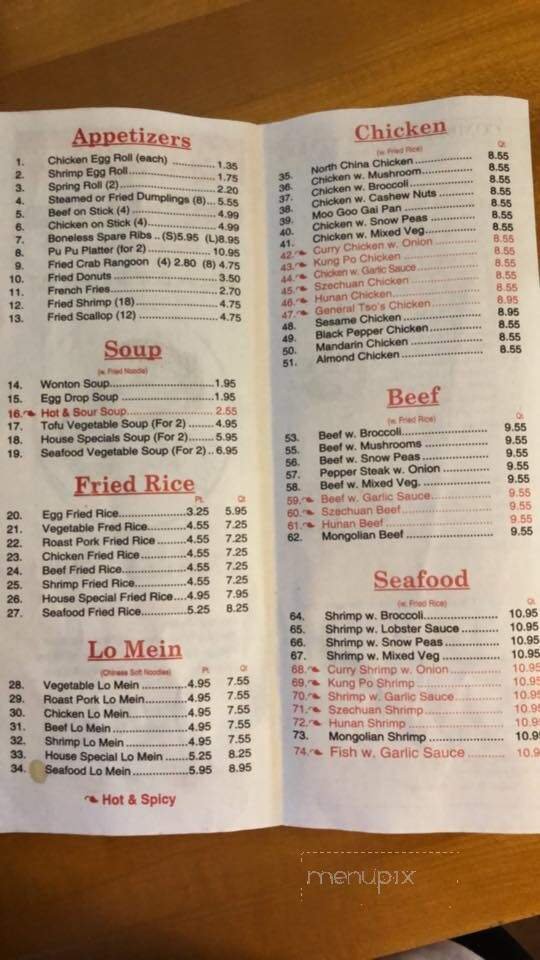 Appetizers
1. Chicken Egg Roll (each) ..................1.35
2. Shrimp Egg Roll ..................1.75
3. Spring Roll (2) ..................2.20
4. Steamed or Fried Dumplings (8)... 5.55
5. Beef on Stick (4) ..................4.99
6. Chicken on Stick (4) ..................4.99
7. Boneless Spare Ribs .. (S)5.95 (L)8.95
8. Pu Pu Platter (for 2) ..................10.95
9. Fried Crab Rangoon (4) 2.80 (8) 4.75
10. Fried Donuts ..................3.50
11. French Fries ..................2.70
12. Fried Shrimp (18) ..................4.75
13. Fried Scallop (12) ..................4.75
Soup
(w. Fried Noodle)
14. Wonton Soup..................1.95
15. Egg Drop Soup ..................1.95
16. Hot & Sour Soup..................2.55
17. Tofu Vegetable Soup (For 2) ....... 4.95
18. House Specials Soup (For 2)....... 5.95
19. Seafood Vegetable Soup (For 2) .. 6.95
Fried Rice
Pt. Qt
20. Egg Fried Rice..................3.25 5.95
21. Vegetable Fred Rice..................4.55 7.25
22. Roast Pork Fried Rice ..................4.55 7.25
23. Chicken Fried Rice ..................4.55 7.25
24. Beef Fried Rice ..................4.55 7.25
25. Shrimp Fried Rice ..................4.55 7.25
26. House Special Fried Rice ....4.95 7.95
27. Seafood Fried Rice..................5.25 8.25
Lo Mein
(Chinese Soft Noodles) Pt. Qt
28. Vegetable Lo Mein ..................4.95 7.55
29. Roast Pork Lo Mein ..................4.95 7.55
30. Chicken Lo Mein..................4.95 7.55
31. Beef Lo Mein ..................4.95 7.55
32. Shrimp Lo Mein ..................4.95 7.55
33. House Special Lo Mein ....... 5.25 8.25
34. Seafood Lo Mein ..................5.95 8.95
Hot & Spicy
Chicken
(w. Fried Rice) Qt.
35. North China Chicken .................. 8.55
36. Chicken w. Mushroom.................. 8.55
37. Chicken w. Broccoli .................. 8.55
38. Chicken w. Cashew Nuts .................. 8.55
39. Moo Goo Gai Pan .................. 8.55
40. Chicken w. Snow Peas .................. 8.55
41. Chicken w. Mixed Veg.................. 8.55
42. Curry Chicken w. Onion .................. 8.55
43. Kung Po Chicken .................. 8.55
44. Chicken w. Garlic Sauce.................. 8.55
45. Szechuan Chicken .................. 8.55
46. Hunan Chicken.................. 8.55
47. General Tso's Chicken .................. 8.95
48. Sesame Chicken .................. 8.95
49. Black Pepper Chicken.................. 8.55
50. Mandarin Chicken .................. 8.55
51. Almond Chicken .................. 8.55
Beef
(w. Fried Rice) Qt.
53. Beef w. Broccoli.................. 9.55
55. Beef w. Mushrooms .................. 9.55
56. Beef w. Snow Peas .................. 9.55
57. Pepper Steak w. Onion .................. 9.55
58. Beef w. Mixed Veg. .................. 9.55
59. Beef w. Garlic Sauce.................. 9.55
60. Szechuan Beef .................. 9.55
61. Hunan Beef .................. 9.55
62. Mongolian Beef .................. 9.55
Seafood
(w. Fried Rice) Qt.
64. Shrimp w. Broccoli.................. 10.95
65. Shrimp w. Lobster Sauce .................. 10.95
66. Shrimp w. Snow Peas .................. 10.95
67. Shrimp w. Mixed Veg .................. 10.95
68. Curry Shrimp w. Onion .................. 10.95
69. Kung Po Shrimp .................. 10.95
70. Shrimp w. Garlic Sauce.................. 10.95
71. Szechuan Shrimp .................. 10.95
72. Hunan Shrimp .................. 10.95
73. Mongolian Shrimp .................. 10.9
74. Fish w. Garlic Sauce ......... 10.9
menupix